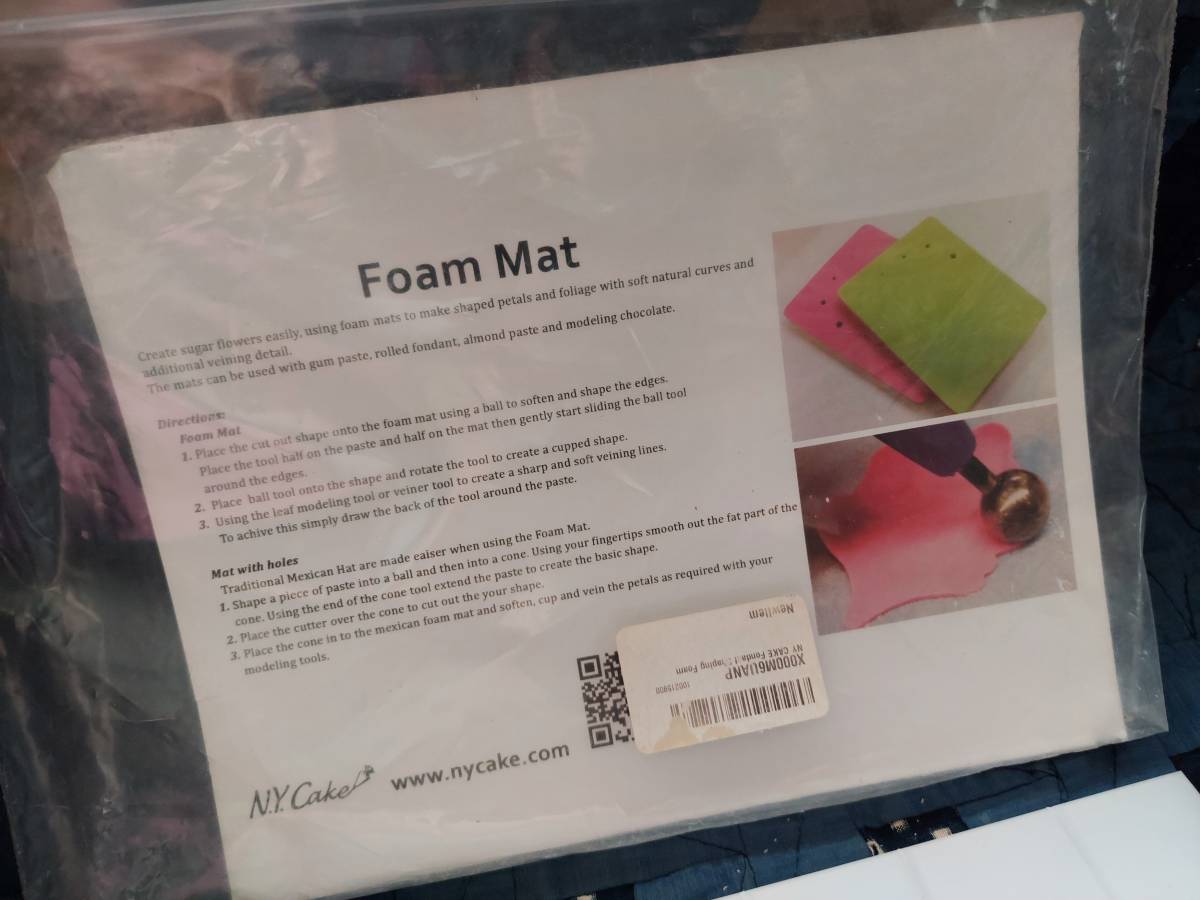 Foam Mat
Create sugar flowers easily, using foam mats to make shaped petals and foliage with soft natural curves and
additional veining detail.
The mats can be used with gum paste, rolled fondant, almond paste and modeling chocolate.
Directions:
Foam Mat
1. Place the cut out shape onto the foam mat using a ball to soften and shape the edges.
Place the tool half on the paste and half on the mat then gently start sliding the ball tool
around the edges.
2. Place ball tool onto the shape and rotate the tool to create a cupped shape.
3. Using the leaf modeling tool or veiner tool to create a sharp and soft veining lines.
To achive this simply draw the back of the tool around the paste.
Mat with holes
Traditional Mexican Hat are made eaiser when using the Foam Mat.
1. Shape a piece of paste into a ball and then into a cone. Using your fingertips smooth out the fat part of the
cone. Using the end of the cone tool extend the paste to create the basic shape.
2. Place the cutter over the cone to cut out the your shape.
3. Place the cone in to the mexican foam mat and soften, cup and vein the petals as required with your
modeling tools.
N.Y. Cake www.nycake.com
X000M6UANP
NY CAKE Foam
NewItem